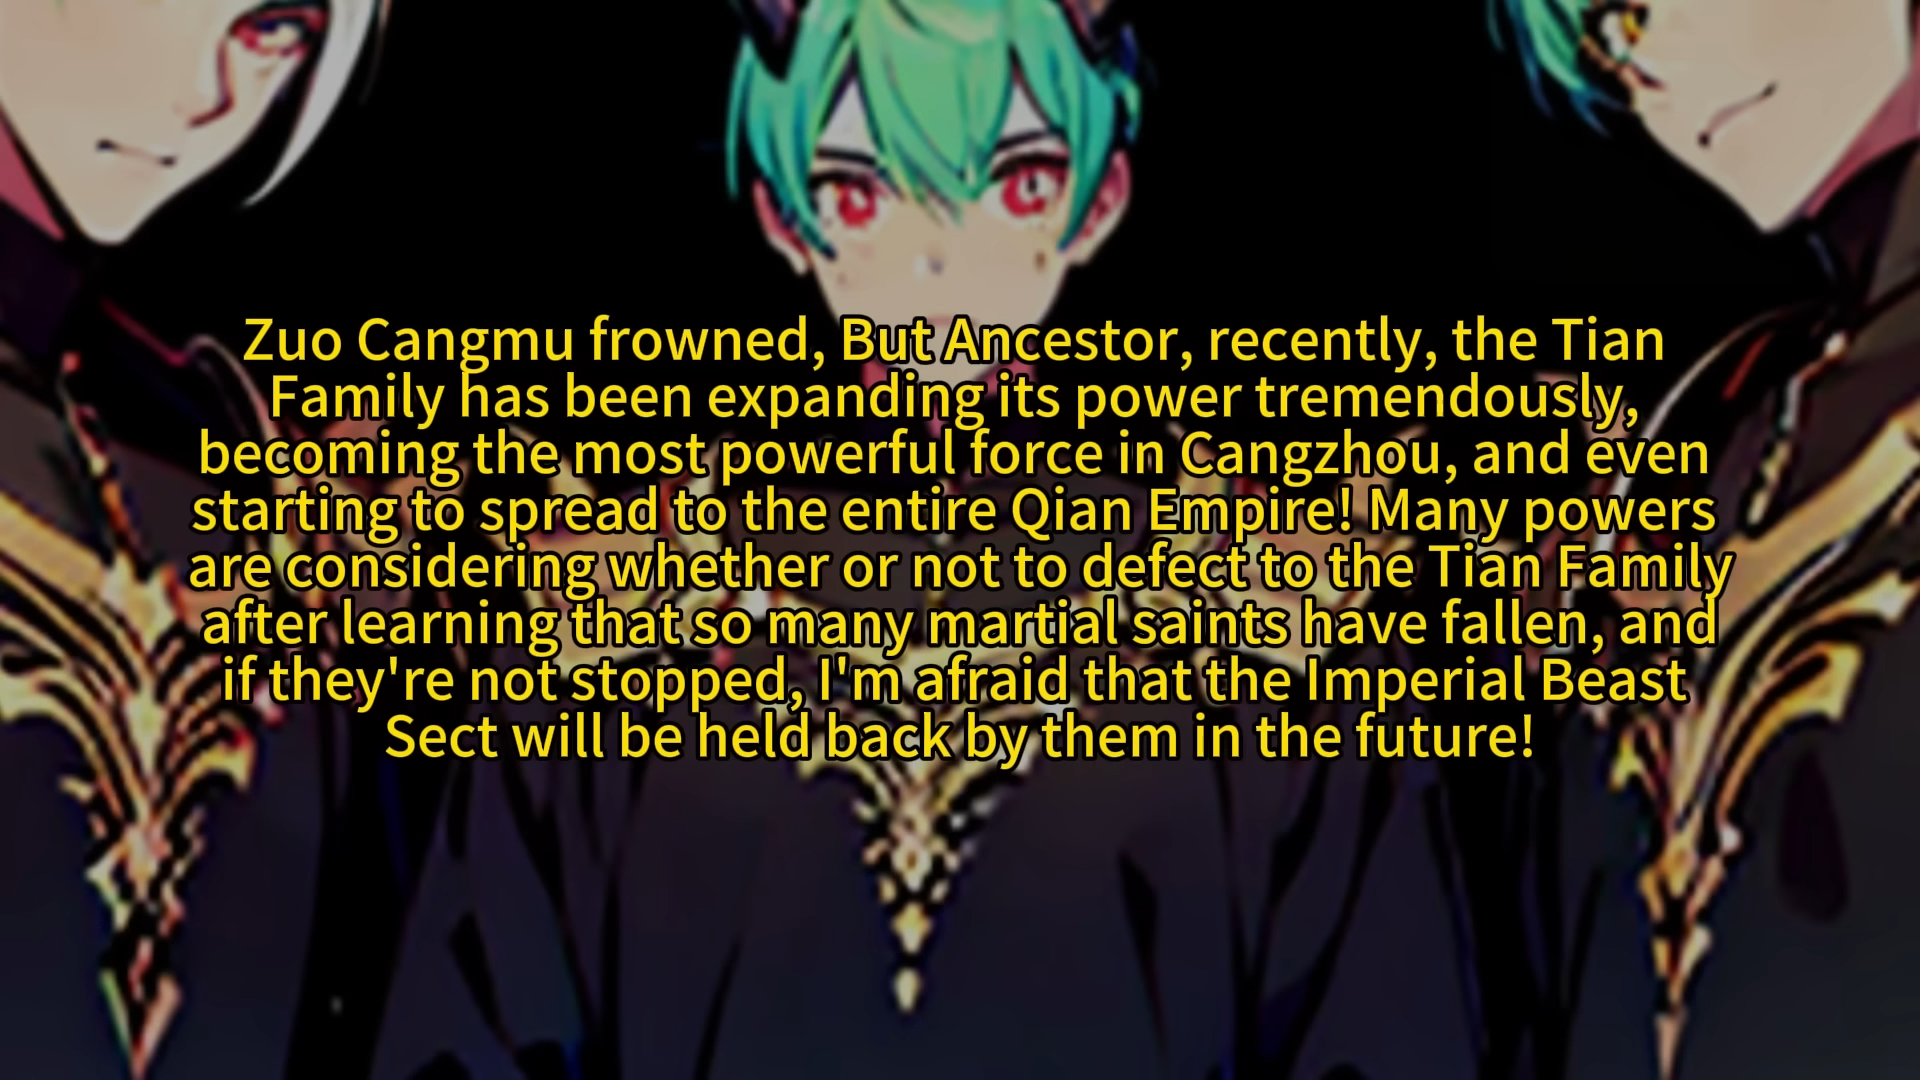 Zuo Cangmu frowned, But Ancestor, recently, the Tian
Family has been expanding its power tremendously,
becoming the most powerful force in Cangzhou, and even
starting to spread to the entire Qian Empire! Many powers
are considering whether or not to defect to the Tian Family
after learning that so many martial saints have fallen, and
if they're not stopped, I'm afraid that the Imperial Beast
Sect will be held back by them in the future!